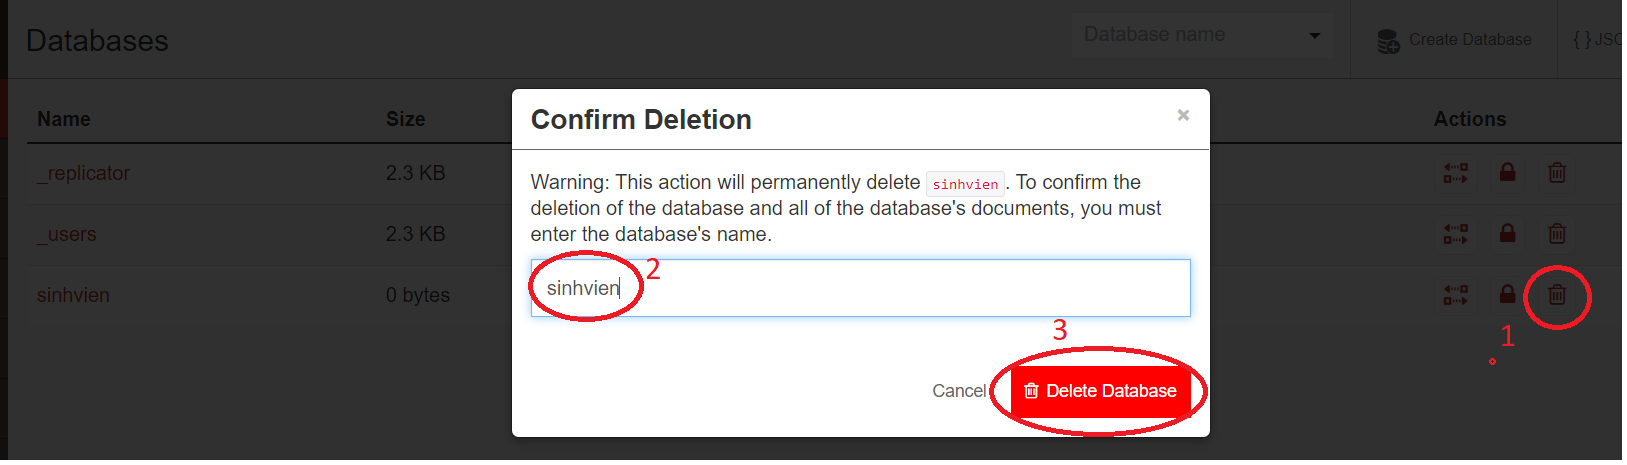 Databases
Database name
Create Database
{ } JSO
Name Size Actions
_replicator 2.3 KB
_users 2.3 KB
sinhvien 0 bytes
1
Confirm Deletion ×
Warning: This action will permanently delete sinhvien . To confirm the
deletion of the database and all of the database's documents, you must
enter the database's name.
sinhvien
2
3
Cancel Delete Database